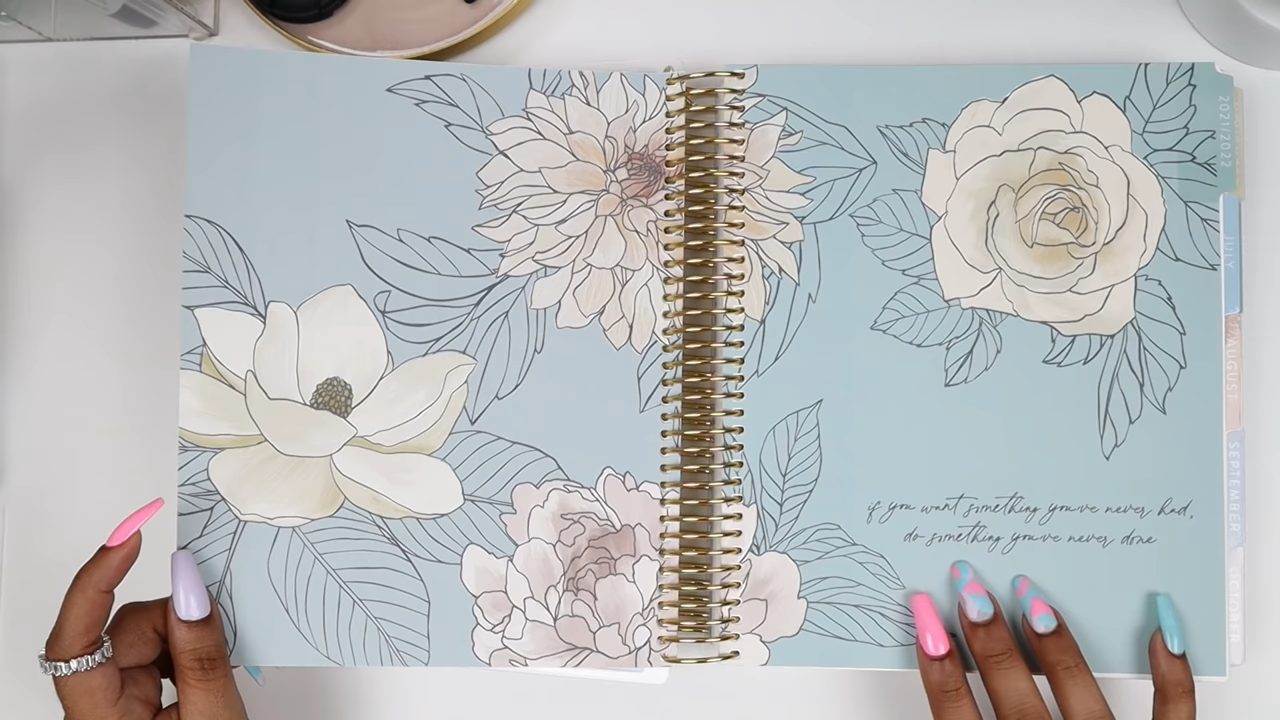 2021/2022
JULY
AUGUST
SEPTEMBER
OCTOBER
if you want something you've never had,
do something you've never done